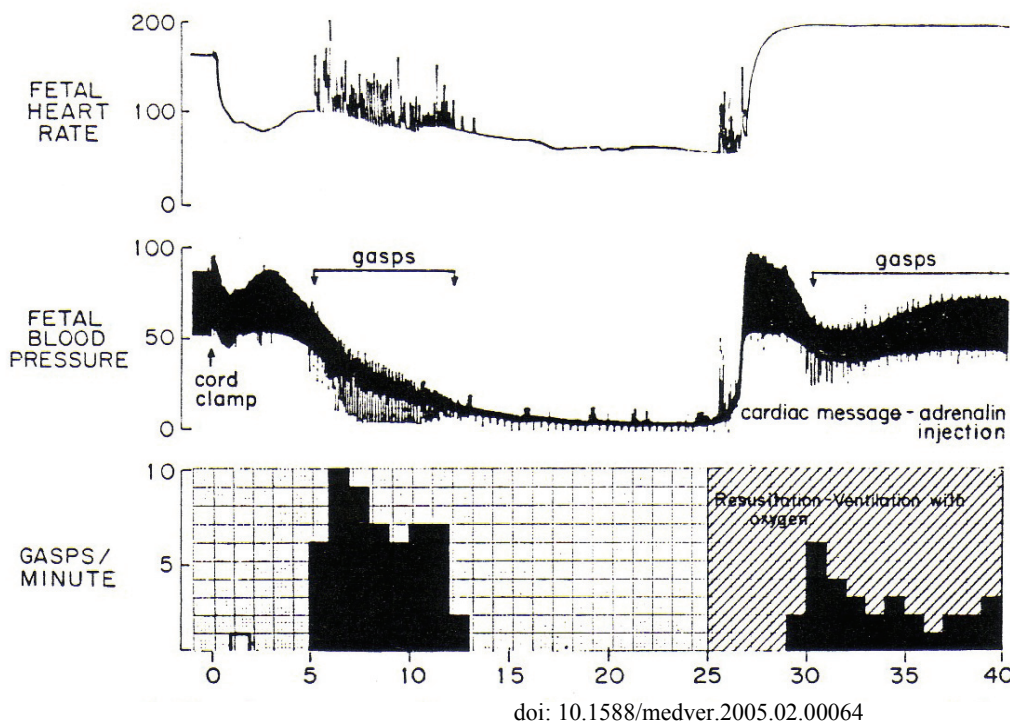 200
FETAL
HEART
RATE
100
0
100
gasps
gasps
FETAL
BLOOD
PRESSURE
50
cord
clamp
0
cardiac message - adrenalin
injection
10
Resusitation-Ventilation with
oxygen
GASPS/
MINUTE
5
0 5 10 15 20 25 30 35 40
doi: 10.1588/medver.2005.02.00064